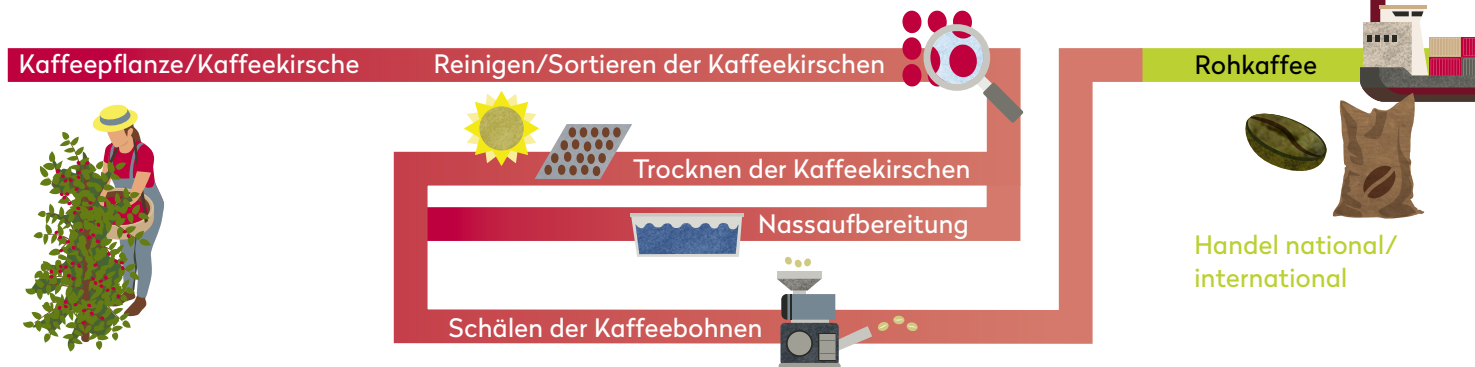 Kaffeepflanze/Kaffeekirsche
Reinigen/Sortieren der Kaffeekirschen
Trocknen der Kaffeekirschen
Nassaufbereitung
Schälen der Kaffeebohnen
Rohkaffee
Handel national/
international